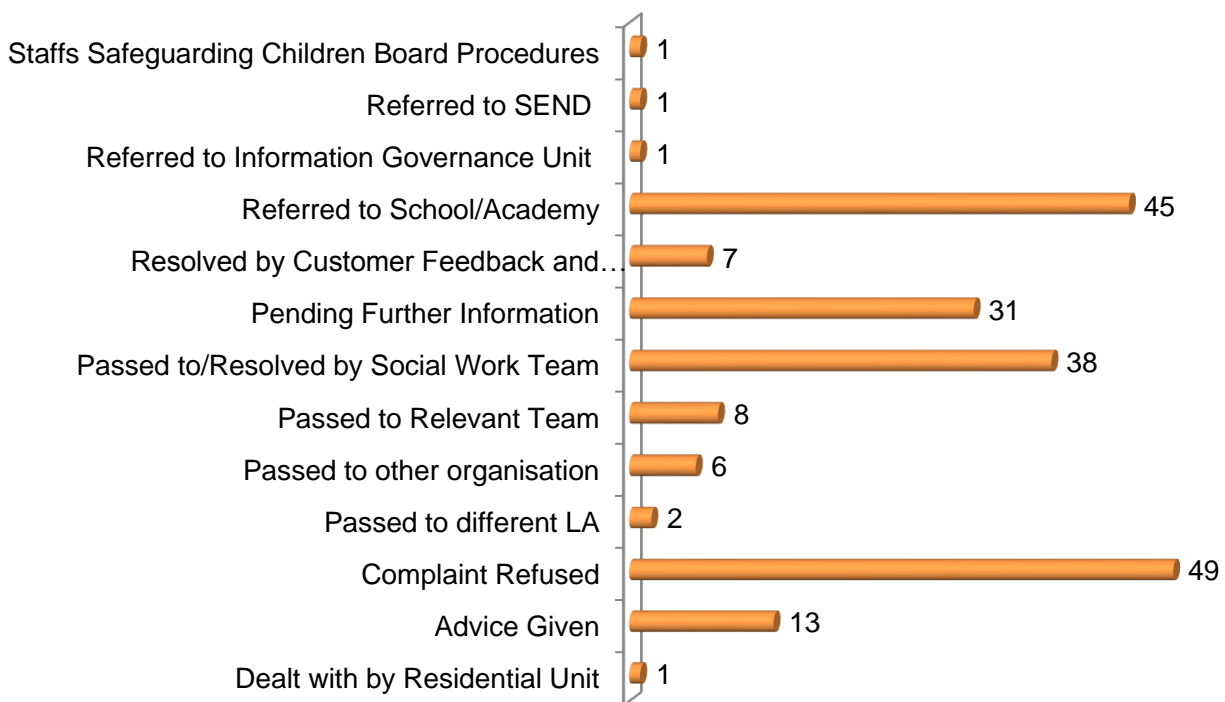 Staffs Safeguarding Children Board Procedures 1
Referred to SEND 1
Referred to Information Governance Unit 1
Referred to School/Academy 45
Resolved by Customer Feedback and… 7
Pending Further Information 31
Passed to/Resolved by Social Work Team 38
Passed to Relevant Team 8
Passed to other organisation 6
Passed to different LA 2
Complaint Refused 49
Advice Given 13
Dealt with by Residential Unit 1